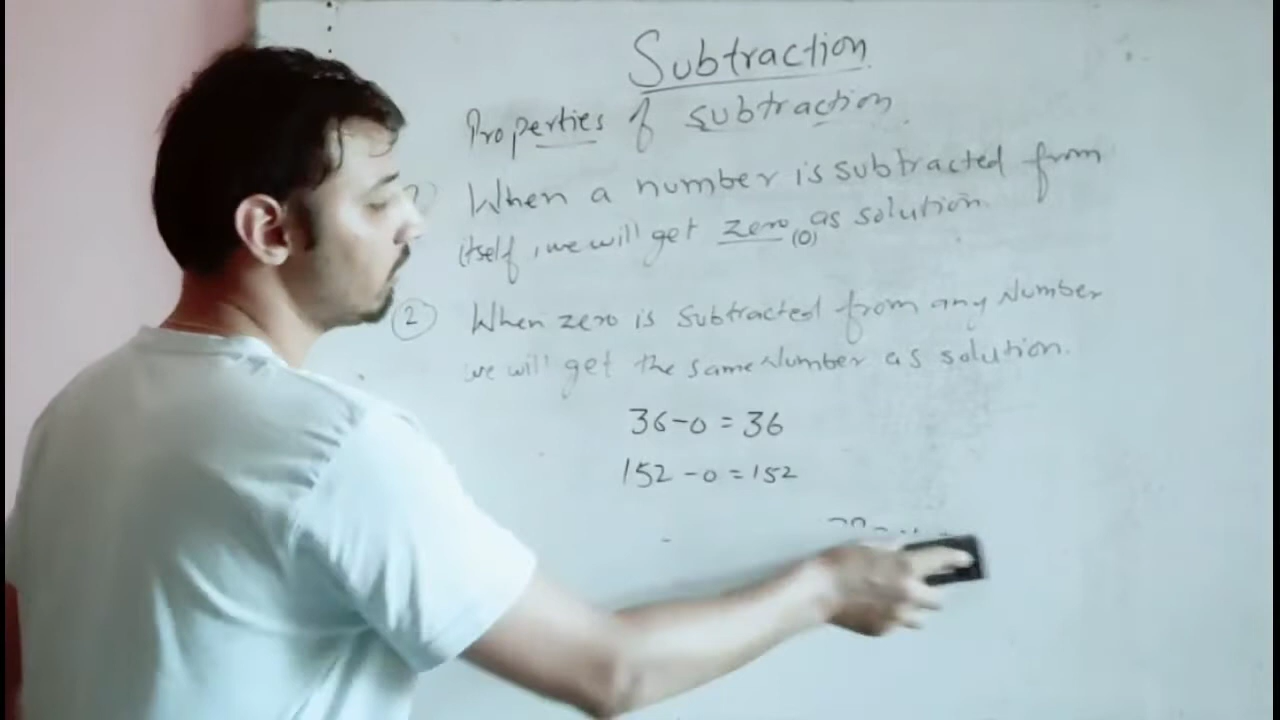 Subtraction
Properties of subtraction
When a number is subtracted from
itself, we will get zero (0) as solution.
② When zero is subtracted from any Number
we will get the same Number as solution.
36-0 = 36
152 - 0 = 152